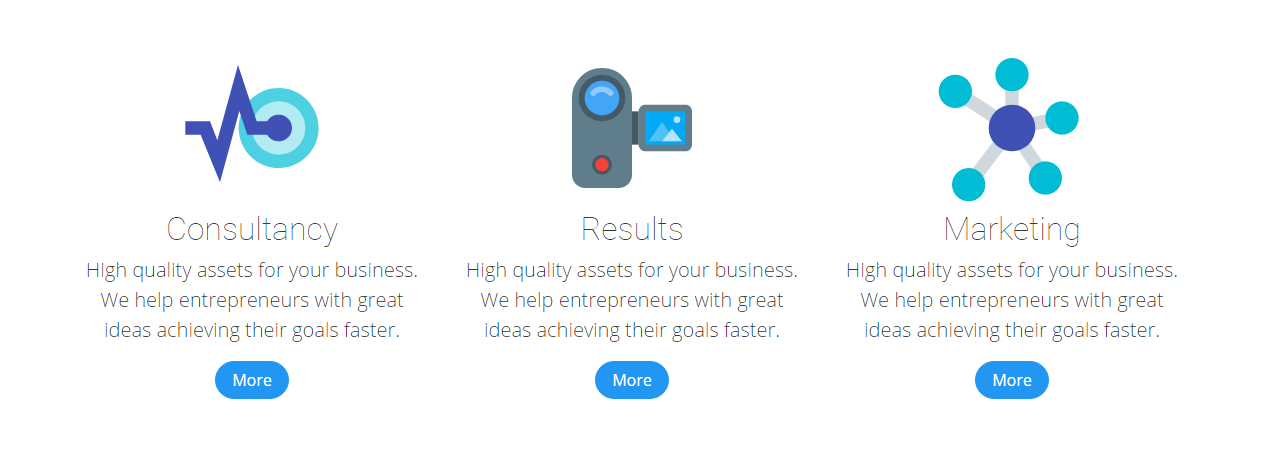 Consultancy
High quality assets for your business.
We help entrepreneurs with great
ideas achieving their goals faster.
More
Results
High quality assets for your business.
We help entrepreneurs with great
ideas achieving their goals faster.
More
Marketing
High quality assets for your business.
We help entrepreneurs with great
ideas achieving their goals faster.
More